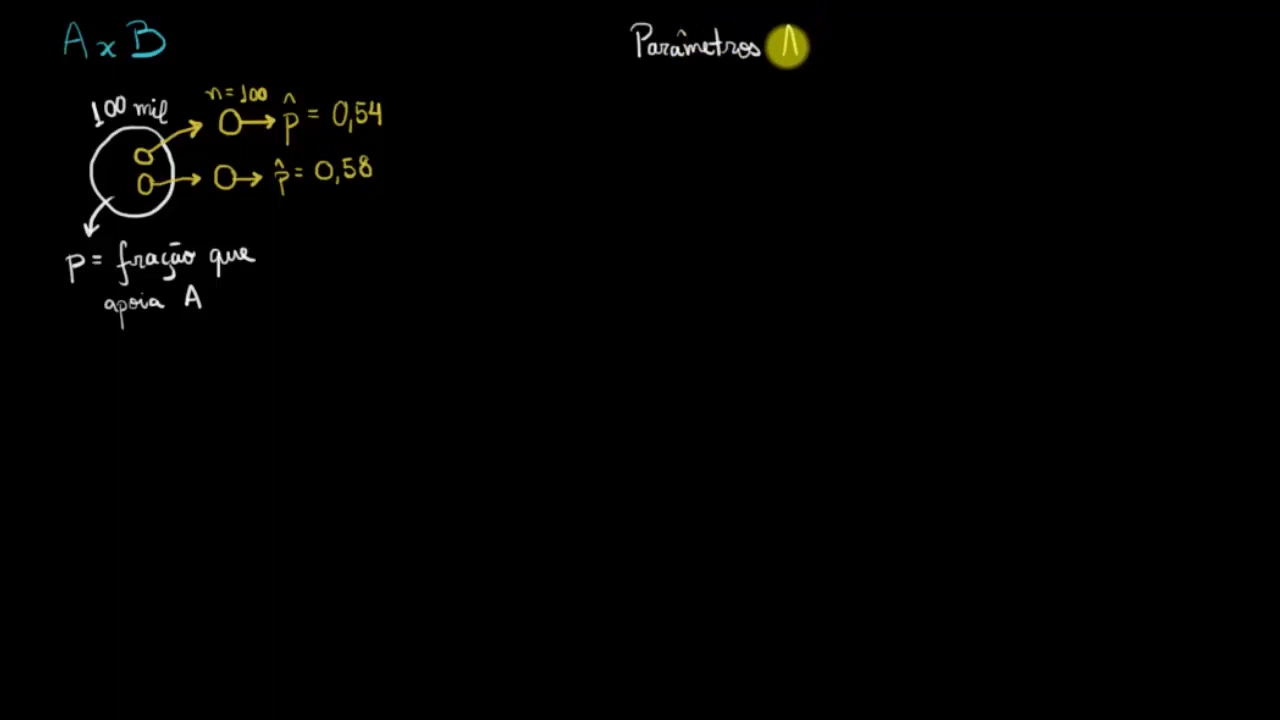 A x B
Parâmetros A
100 mil
n = 100
p̂ = 0,54
p̂ = 0,58
p = fração que
apoia A